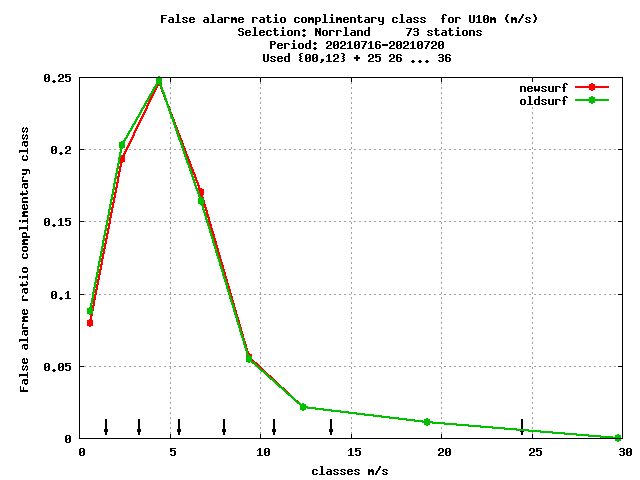 False alarme ratio complimentary class  for U10m (m/s)
Selection: Norrland     73 stations
Period: 20210716-20210720
Used {00,12} + 25 26 ... 36
newsurf
oldsurf
0.25
0.2
0.15
0.1
0.05
0
False alarme ratio complimentary class
0 5 10 15 20 25 30
classes m/s